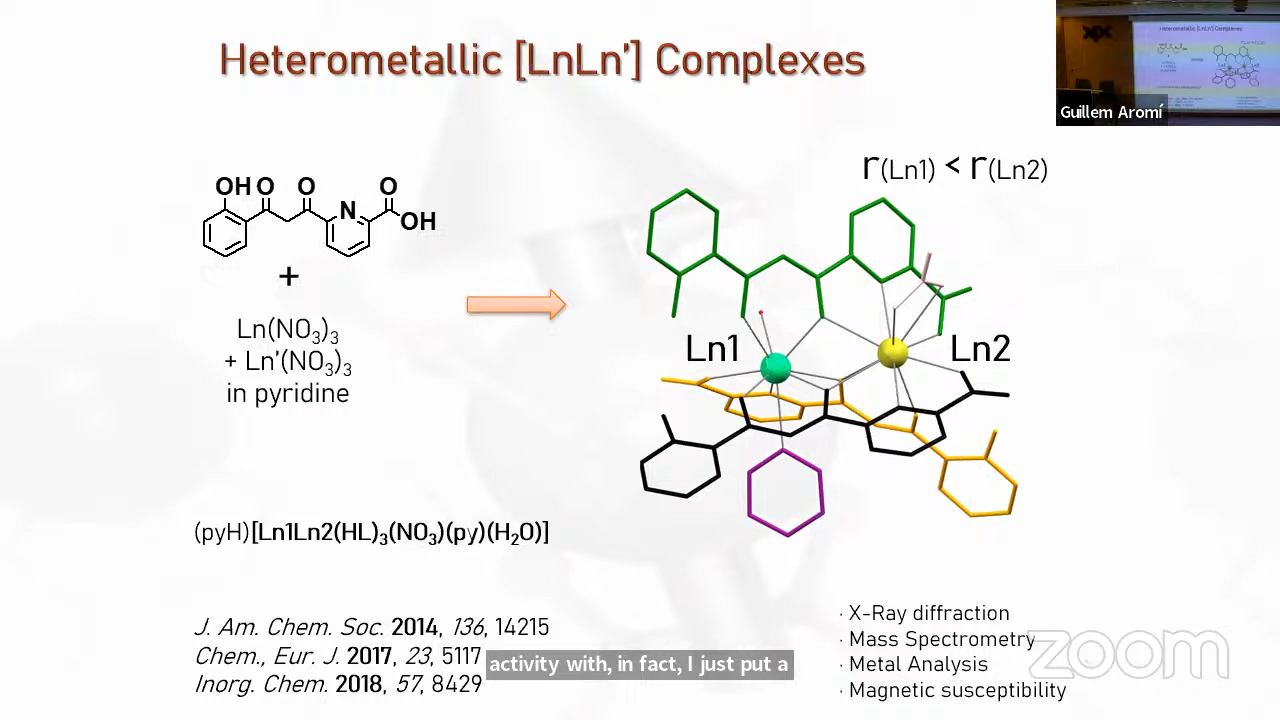 Heterometallic [LnLn'] Complexes
Guillem Aromí
r(Ln1) < r(Ln2)
OH O O N O OH
+
Ln(NO3)3
+ Ln'(NO3)3
in pyridine
Ln1
Ln2
(pyH)[Ln1Ln2(HL)3(NO3)(py)(H2O)]
J. Am. Chem. Soc. 2014, 136, 14215
Chem., Eur. J. 2017, 23, 5117
Inorg. Chem. 2018, 57, 8429
activity with, in fact, I just put a
· X-Ray diffraction
· Mass Spectrometry
· Metal Analysis
· Magnetic susceptibility
zoom